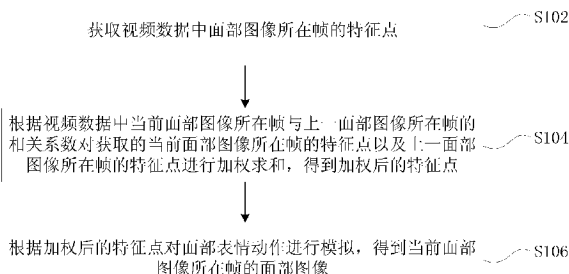 获取视频数据中面部图像所在帧的特征点
S102
根据视频数据中当前面部图像所在帧与上一面部图像所在帧的
相关系数对获取的当前面部图像所在帧的特征点以及上一面部
图像所在帧的特征点进行加权求和，得到加权后的特征点
S104
根据加权后的特征点对面部表情动作进行模拟，得到当前面部
图像所在帧的面部图像
S106